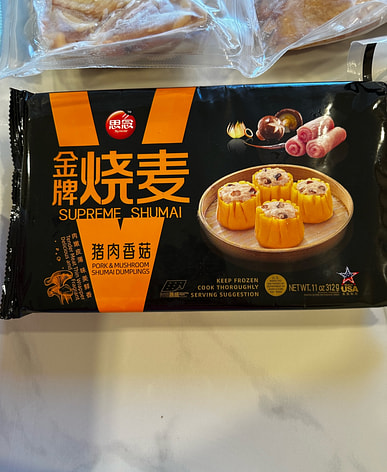 思念
金牌
烧麦
SUPREME SHUMAI
猪肉香菇
PORK & MUSHROOM
SHUMAI DUMPLINGS
KEEP FROZEN
COOK THOROUGHLY
SERVING SUGGESTION
NET WT. 11 OZ 312 g
USA